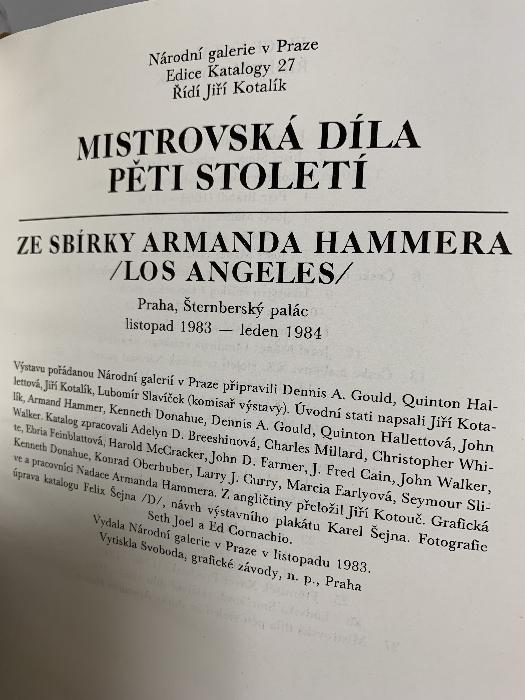 Národní galerie v Praze
Edice Katalogy 27
Řídí Jiří Kotalík
MISTROVSKÁ DÍLA
PĚTI STOLETÍ
ZE SBÍRKY ARMANDA HAMMERA
/LOS ANGELES/
Praha, Šternberský palác
listopad 1983 — leden 1984
Výstavu pořádanou Národní galerií v Praze připravili Dennis A. Gould, Quinton Hal-
lettová, Jiří Kotalík, Lubomír Slavíček (komisař výstavy). Úvodní stati napsali Jiří Kota-
lík, Armand Hammer, Kenneth Donahue, Dennis A. Gould, Quinton Hallettová, John
Walker. Katalog zpracovali Adelyn D. Breeshinová, Charles Millard, Christopher Whi-
te, Ebria Feinblattová, Harold McCracker, John D. Farmer, J. Fred Cain, John Walker,
Kenneth Donahue, Konrad Oberhuber, Larry J. Curry, Marcia Earlyová, Seymour Sli-
ve a pracovníci Nadace Armanda Hammera. Z angličtiny přeložil Jiří Kotouč. Grafická
úprava katalogu Felix Šejna /D/, návrh výstavního plakátu Karel Šejna. Fotografie
Seth Joel a Ed Cornachio.
Vydala Národní galerie v Praze v listopadu 1983.
Vytiskla Svoboda, grafické závody, n. p., Praha